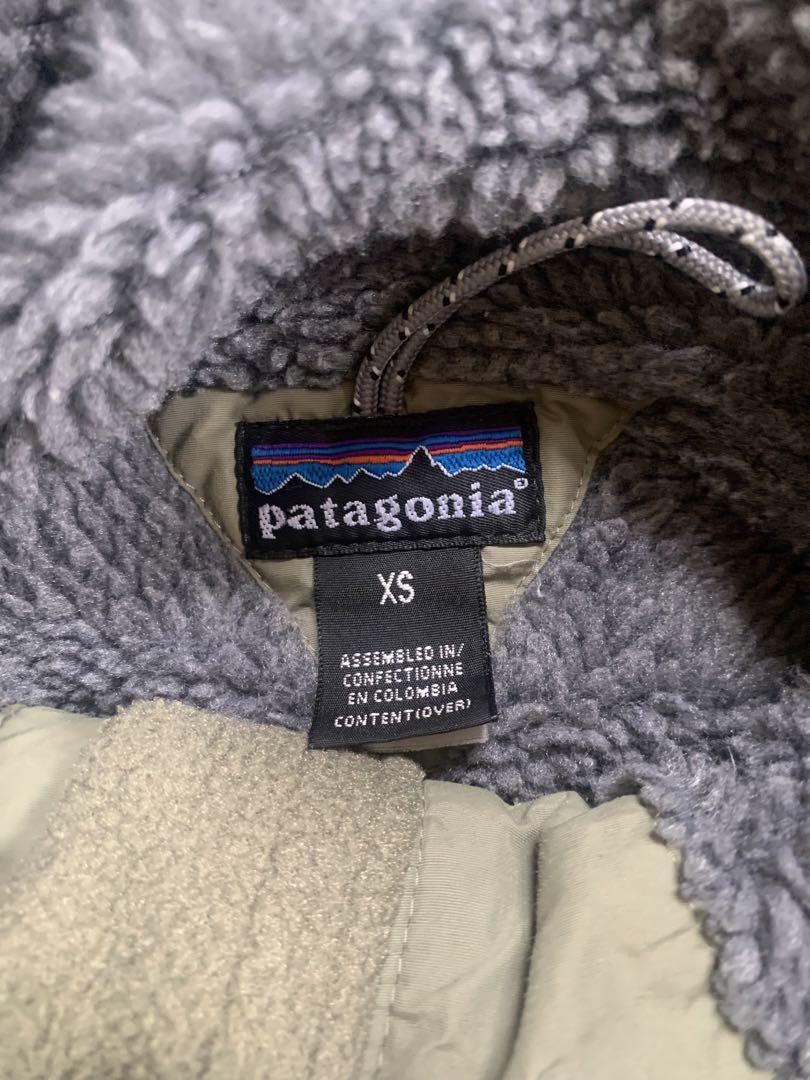 patagonia®
XS
ASSEMBLED IN/
CONFECTIONNE
EN COLOMBIA
CONTENT(OVER)